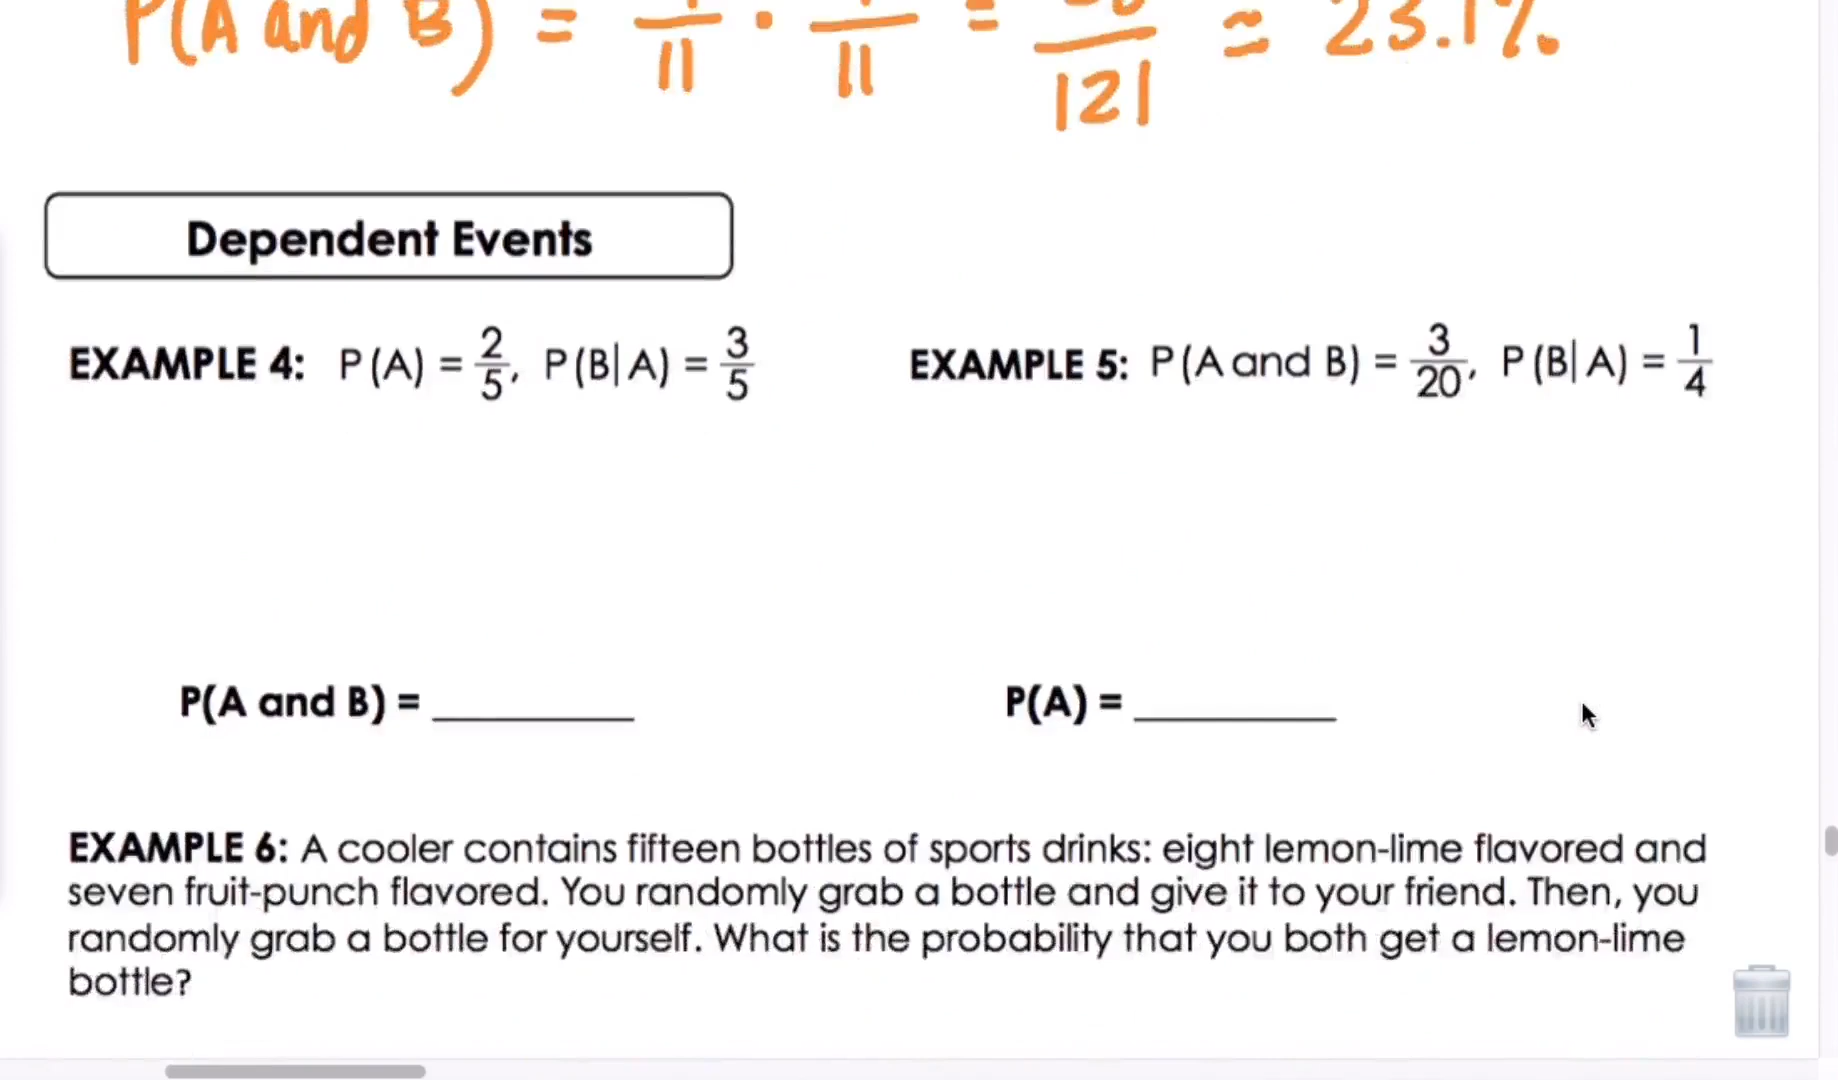 P(A and B) = /11 · /11 = /121 ≈ 23.1%
Dependent Events
EXAMPLE 4: P(A) = 2/5, P(B|A) = 3/5
EXAMPLE 5: P(A and B) = 3/20, P(B|A) = 1/4
P(A and B) = ________
P(A) = ________
EXAMPLE 6: A cooler contains fifteen bottles of sports drinks: eight lemon-lime flavored and
seven fruit-punch flavored. You randomly grab a bottle and give it to your friend. Then, you
randomly grab a bottle for yourself. What is the probability that you both get a lemon-lime
bottle?